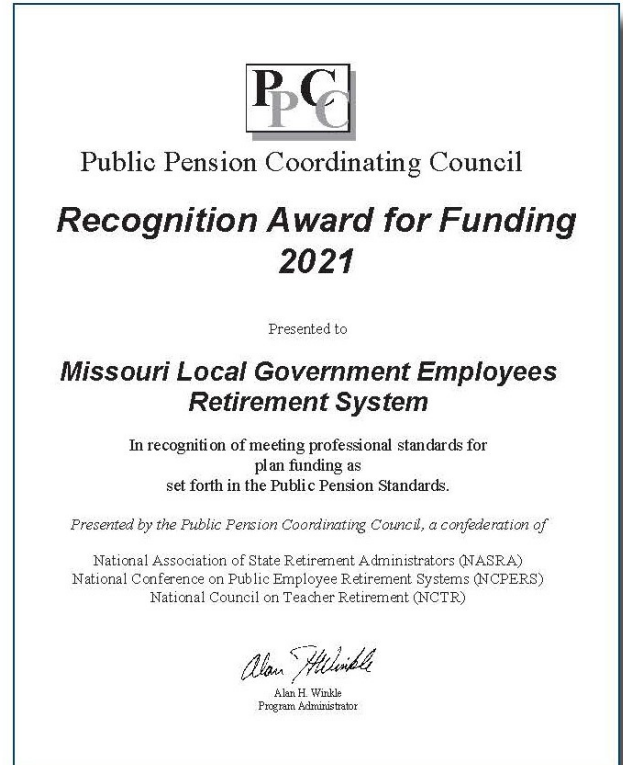 PPCC
Public Pension Coordinating Council
Recognition Award for Funding
2021
Presented to
Missouri Local Government Employees
Retirement System
In recognition of meeting professional standards for
plan funding as
set forth in the Public Pension Standards.
Presented by the Public Pension Coordinating Council, a confederation of
National Association of State Retirement Administrators (NASRA)
National Conference on Public Employee Retirement Systems (NCPERS)
National Council on Teacher Retirement (NCTR)
Alan H Winkle
Alan H. Winkle
Program Administrator